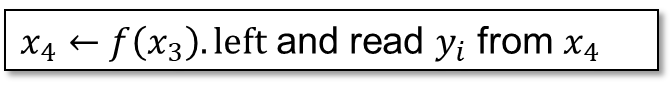 x₄ ← f(x₃).left and read yᵢ from x₄